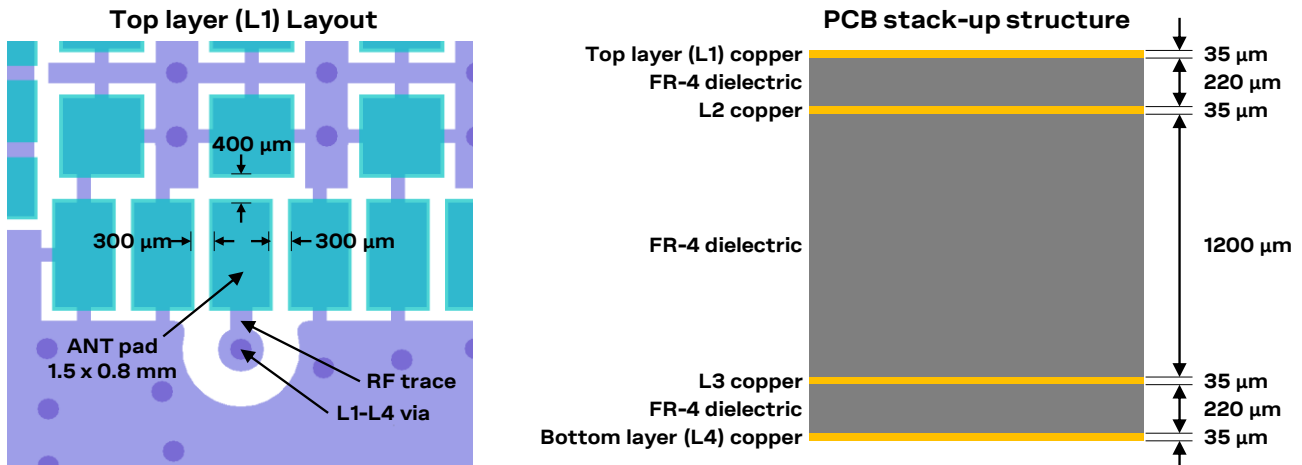 Top layer (L1) Layout
400 µm
300 µm
300 µm
ANT pad
1.5 x 0.8 mm
RF trace
L1-L4 via
PCB stack-up structure
Top layer (L1) copper
35 µm
FR-4 dielectric
220 µm
L2 copper
35 µm
FR-4 dielectric
1200 µm
L3 copper
35 µm
FR-4 dielectric
220 µm
Bottom layer (L4) copper
35 µm